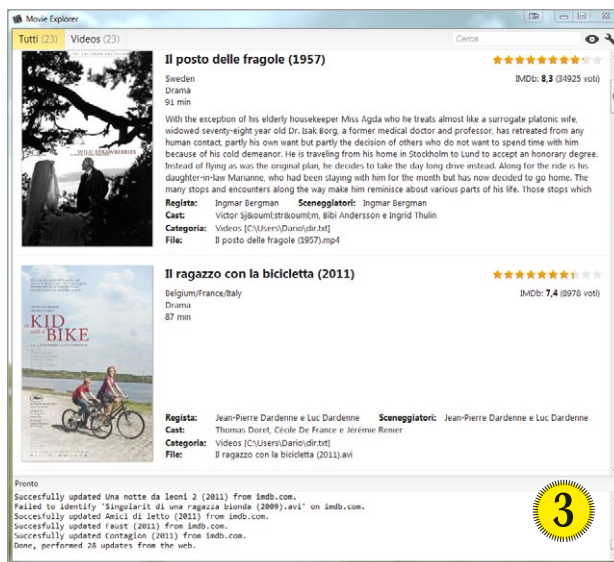 Movie Explorer
Tutti (23) Videos (23)
Cerca
Il posto delle fragole (1957)
Sweden
IMDb: 8,3 (34925 voti)
Drama
91 min
With the exception of his elderly housekeeper Miss Agda who he treats almost like a surrogate platonic wife,
widowed seventy-eight year old Dr. Isak Borg, a former medical doctor and professor, has retreated from any
human contact, partly his own want but partly the decision of others who do not want to spend time with him
because of his cold demeanor. He is traveling from his home in Stockholm to Lund to accept an honorary degree.
Instead of flying as was the original plan, he decides to take the day long drive instead. Along for the ride is his
daughter-in-law Marianne, who had been staying with him for the month but has now decided to go home. The
many stops and encounters along the way make him reminisce about various parts of his life. Those stops which
Regista: Ingmar Bergman Sceneggiatori: Ingmar Bergman
Cast: Victor Sj&ouml;str&ouml;m, Bibi Andersson e Ingrid Thulin
Categoria: Videos [C:\Users\Dario\dir.txt]
File: Il posto delle fragole (1957).mp4
WILD STRAWBERRIES
Il ragazzo con la bicicletta (2011)
Belgium/France/Italy
IMDb: 7,4 (8978 voti)
Drama
87 min
KID
with a
BIKE
Regista: Jean-Pierre Dardenne e Luc Dardenne Sceneggiatori: Jean-Pierre Dardenne e Luc Dardenne
Cast: Thomas Doret, Cécile De France e Jérémie Renier
Categoria: Videos [C:\Users\Dario\dir.txt]
File: Il ragazzo con la bicicletta (2011).avi
Pronto
Succesfully updated Una notte da leoni 2 (2011) from imdb.com.
Failed to identify 'Singolarit di una ragazza bionda (2009).avi' on imdb.com.
Succesfully updated Amici di letto (2011) from imdb.com.
Succesfully updated Faust (2011) from imdb.com.
Succesfully updated Contagion (2011) from imdb.com.
Done, performed 28 updates from the web.
3